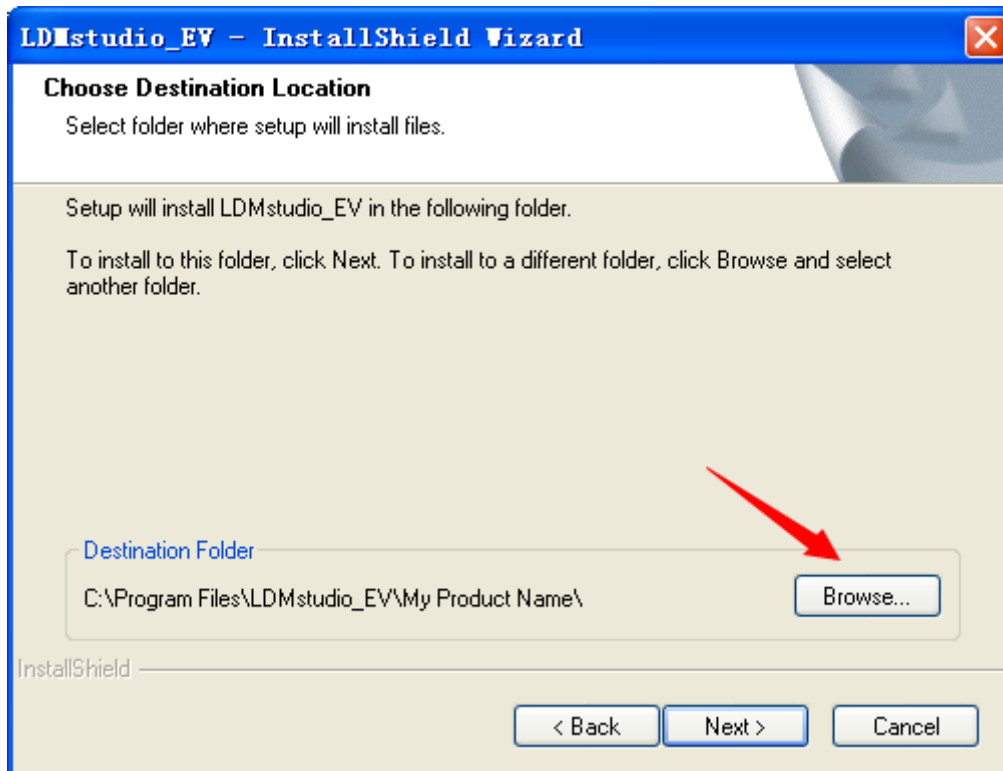 LDMstudio_EV - InstallShield Wizard
Choose Destination Location
Select folder where setup will install files.
Setup will install LDMstudio_EV in the following folder.
To install to this folder, click Next. To install to a different folder, click Browse and select
another folder.
Destination Folder
C:\Program Files\LDMstudio_EV\My Product Name\
Browse...
InstallShield
< Back
Next >
Cancel